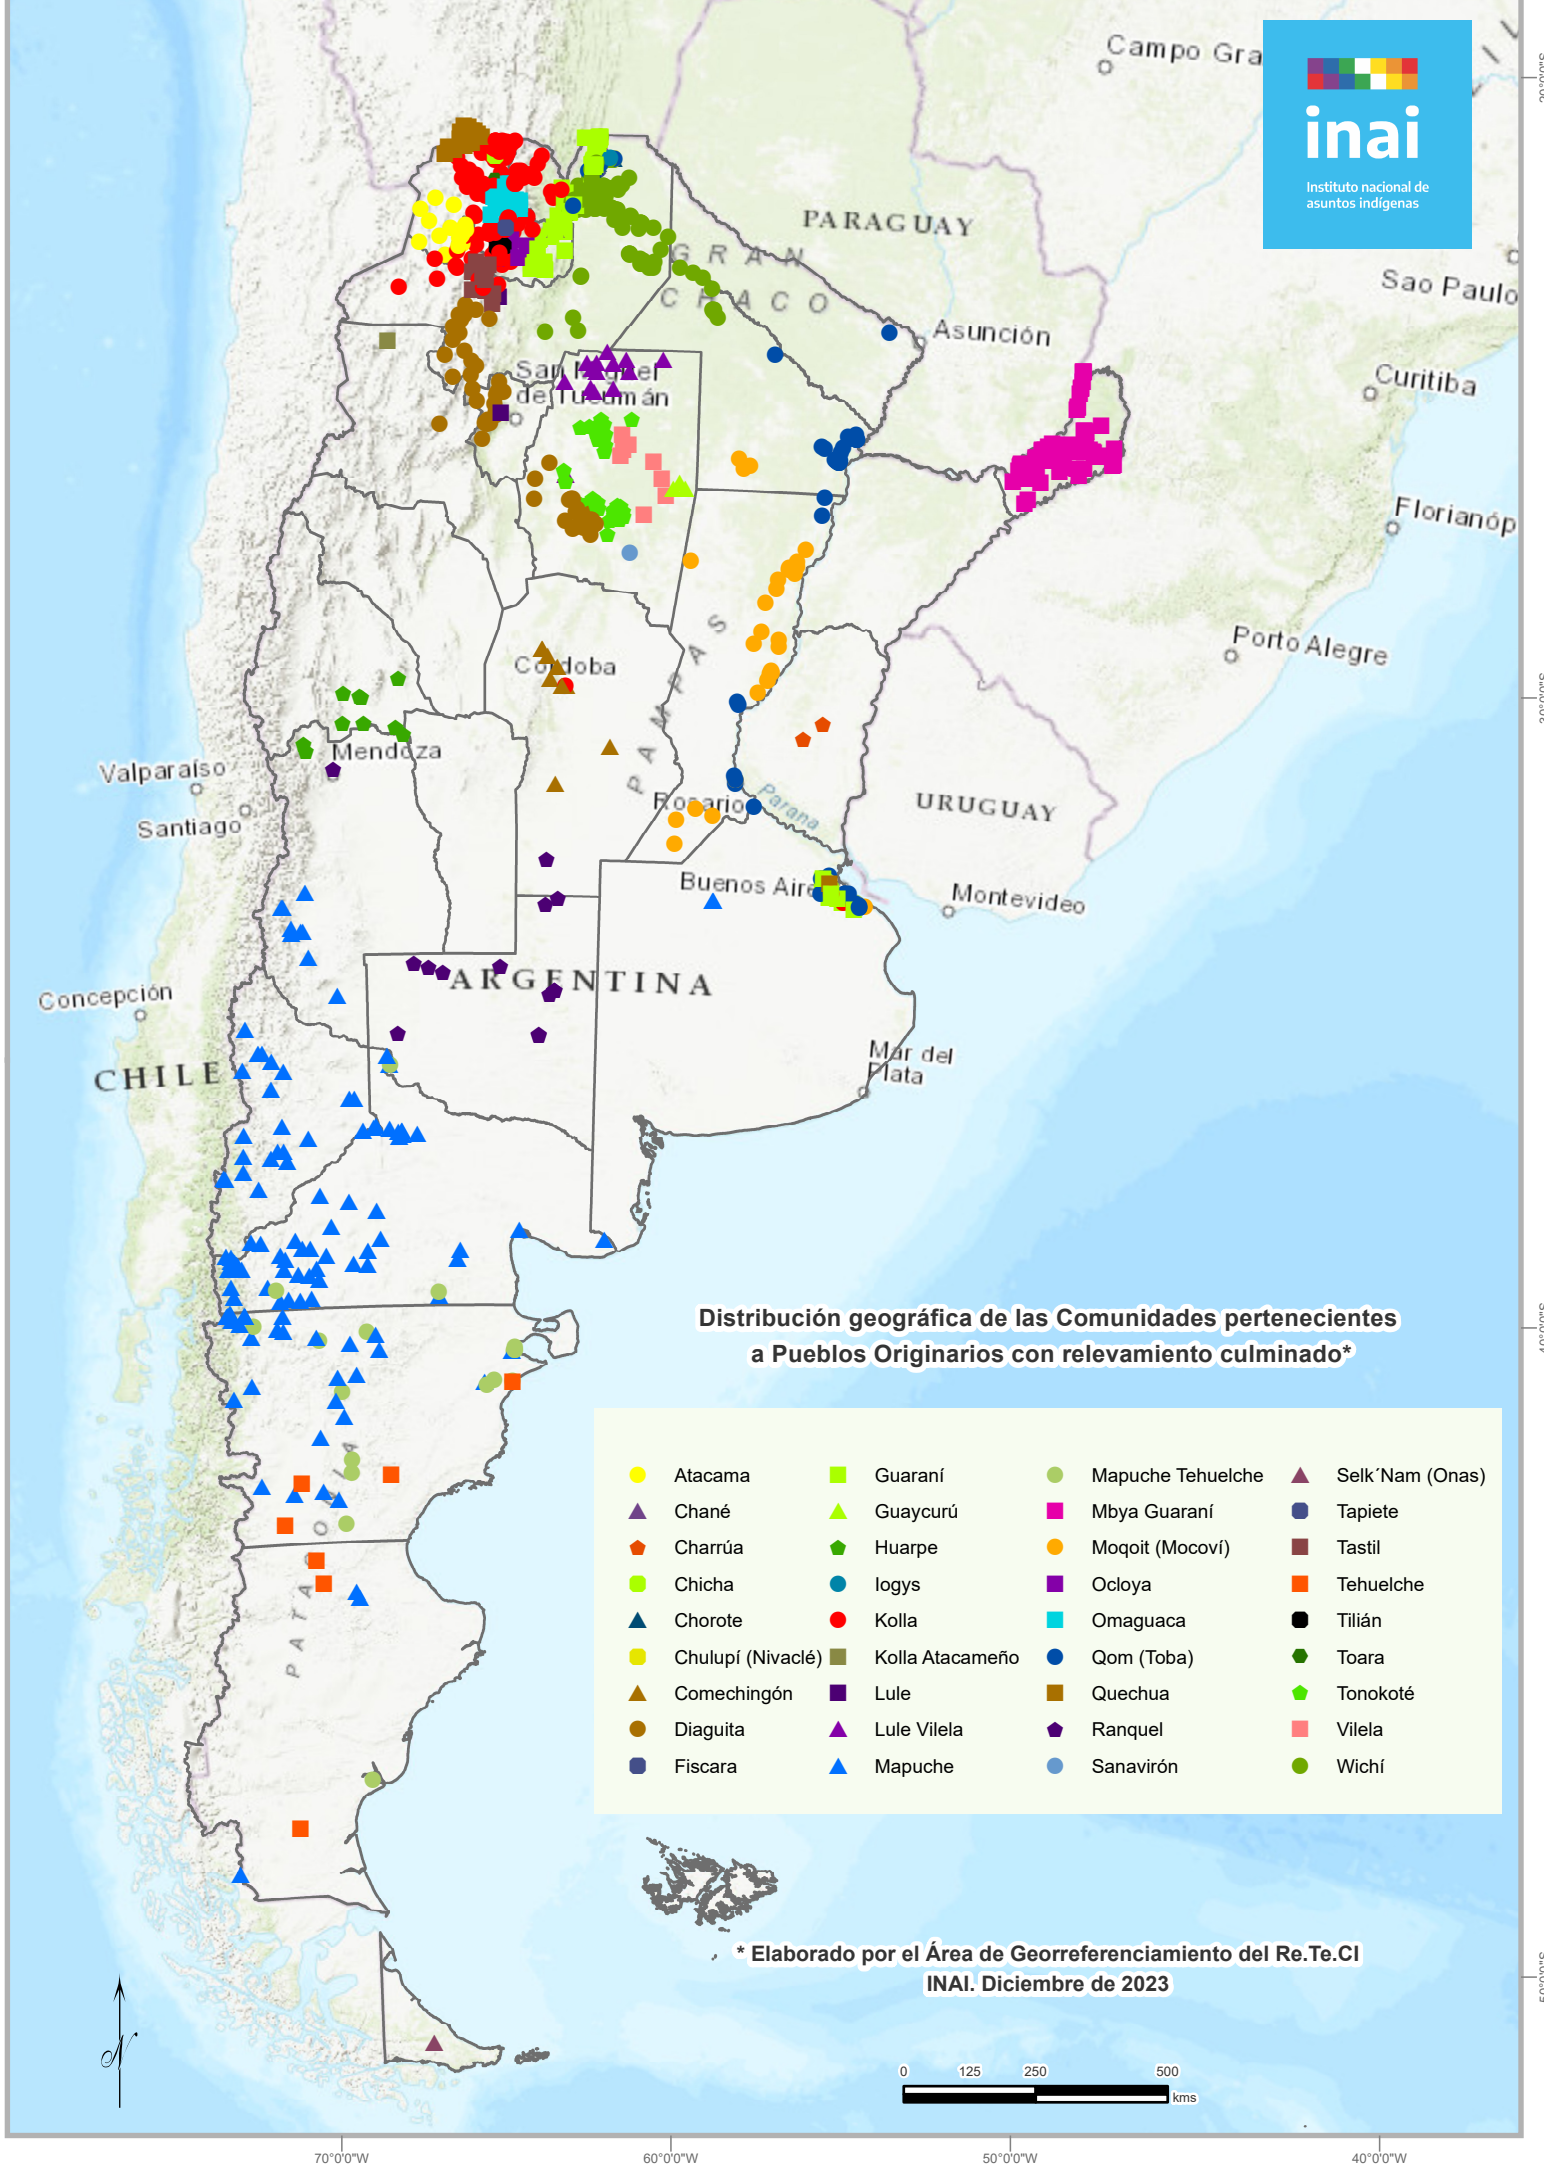 Campo Gra
inai
Instituto nacional de
asuntos indígenas
PARAGUAY
GRAN
CHACO
Sao Paulo
Asunción
San Miguel
de Tucumán
Curitiba
Florianóp
Porto Alegre
Córdoba
PAMPAS
Mendoza
Valparaíso
Santiago
Rosario
Parana
URUGUAY
Buenos Aire
Montevideo
ARGENTINA
Concepción
CHILE
Mar del
Plata
Distribución geográfica de las Comunidades pertenecientes
a Pueblos Originarios con relevamiento culminado*
Atacama
Chané
Charrúa
Chicha
Chorote
Chulupí (Nivaclé)
Comechingón
Diaguita
Fiscara
Guaraní
Guaycurú
Huarpe
Iogys
Kolla
Kolla Atacameño
Lule
Lule Vilela
Mapuche
Mapuche Tehuelche
Mbya Guaraní
Moqoit (Mocoví)
Ocloya
Omaguaca
Qom (Toba)
Quechua
Ranquel
Sanavirón
Selk´Nam (Onas)
Tapiete
Tastil
Tehuelche
Tilián
Toara
Tonokoté
Vilela
Wichí
* Elaborado por el Área de Georreferenciamiento del Re.Te.CI
INAI. Diciembre de 2023
N
0 125 250 500
kms
70°0'0"W 60°0'0"W 50°0'0"W 40°0'0"W